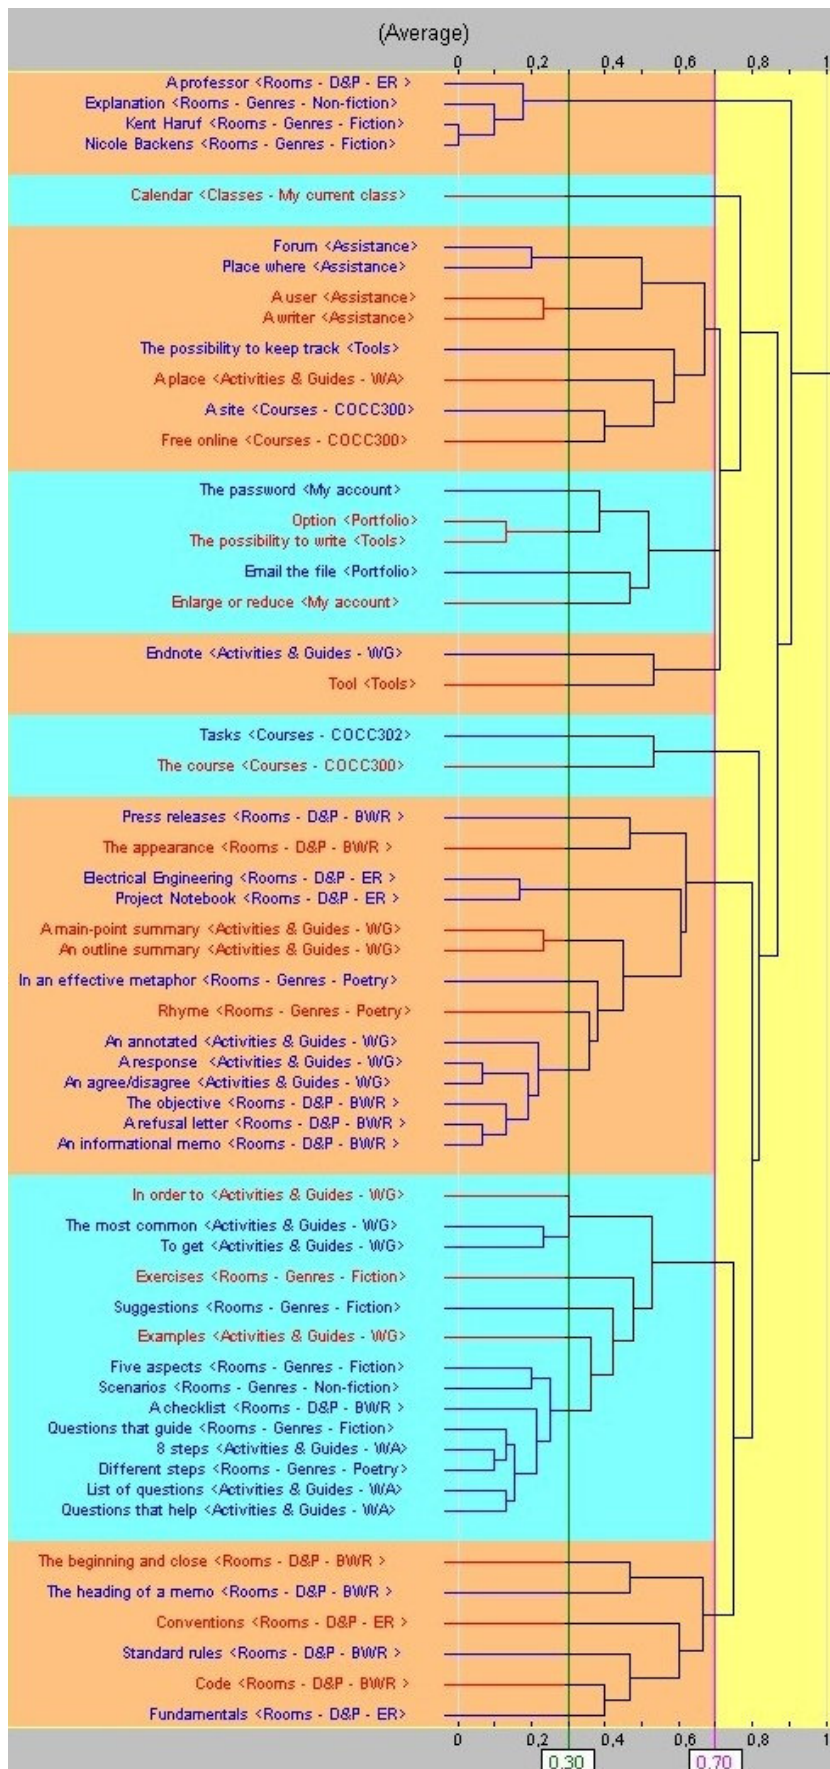 (Average)
0 0,2 0,4 0,6 0,8 1
A professor <Rooms - D&P - ER >
Explanation <Rooms - Genres - Non-fiction>
Kent Haruf <Rooms - Genres - Fiction>
Nicole Backens <Rooms - Genres - Fiction>
Calendar <Classes - My current class>
Forum <Assistance>
Place where <Assistance>
A user <Assistance>
A writer <Assistance>
The possibility to keep track <Tools>
A place <Activities & Guides - WA>
A site <Courses - COCC300>
Free online <Courses - COCC300>
The password <My account>
Option <Portfolio>
The possibility to write <Tools>
Email the file <Portfolio>
Enlarge or reduce <My account>
Endnote <Activities & Guides - WG>
Tool <Tools>
Tasks <Courses - COCC302>
The course <Courses - COCC300>
Press releases <Rooms - D&P - BWR >
The appearance <Rooms - D&P - BWR >
Electrical Engineering <Rooms - D&P - ER >
Project Notebook <Rooms - D&P - ER >
A main-point summary <Activities & Guides - WG>
An outline summary <Activities & Guides - WG>
In an effective metaphor <Rooms - Genres - Poetry>
Rhyme <Rooms - Genres - Poetry>
An annotated <Activities & Guides - WG>
A response <Activities & Guides - WG>
An agree/disagree <Activities & Guides - WG>
The objective <Rooms - D&P - BWR >
A refusal letter <Rooms - D&P - BWR >
An informational memo <Rooms - D&P - BWR >
In order to <Activities & Guides - WG>
The most common <Activities & Guides - WG>
To get <Activities & Guides - WG>
Exercises <Rooms - Genres - Fiction>
Suggestions <Rooms - Genres - Fiction>
Examples <Activities & Guides - WG>
Five aspects <Rooms - Genres - Fiction>
Scenarios <Rooms - Genres - Non-fiction>
A checklist <Rooms - D&P - BWR >
Questions that guide <Rooms - Genres - Fiction>
8 steps <Activities & Guides - WA>
Different steps <Rooms - Genres - Poetry>
List of questions <Activities & Guides - WA>
Questions that help <Activities & Guides - WA>
The beginning and close <Rooms - D&P - BWR >
The heading of a memo <Rooms - D&P - BWR >
Conventions <Rooms - D&P - ER>
Standard rules <Rooms - D&P - BWR >
Code <Rooms - D&P - BWR >
Fundamentals <Rooms - D&P - ER>
0 0,2 0,4 0,6 0,8 1
0,30 0,70